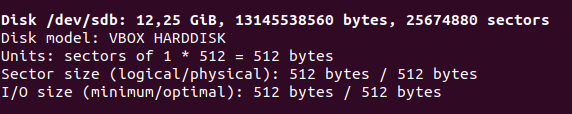 Disk /dev/sdb: 12,25 GiB, 13145538560 bytes, 25674880 sectors
Disk model: VBOX HARDDISK
Units: sectors of 1 * 512 = 512 bytes
Sector size (logical/physical): 512 bytes / 512 bytes
I/O size (minimum/optimal): 512 bytes / 512 bytes